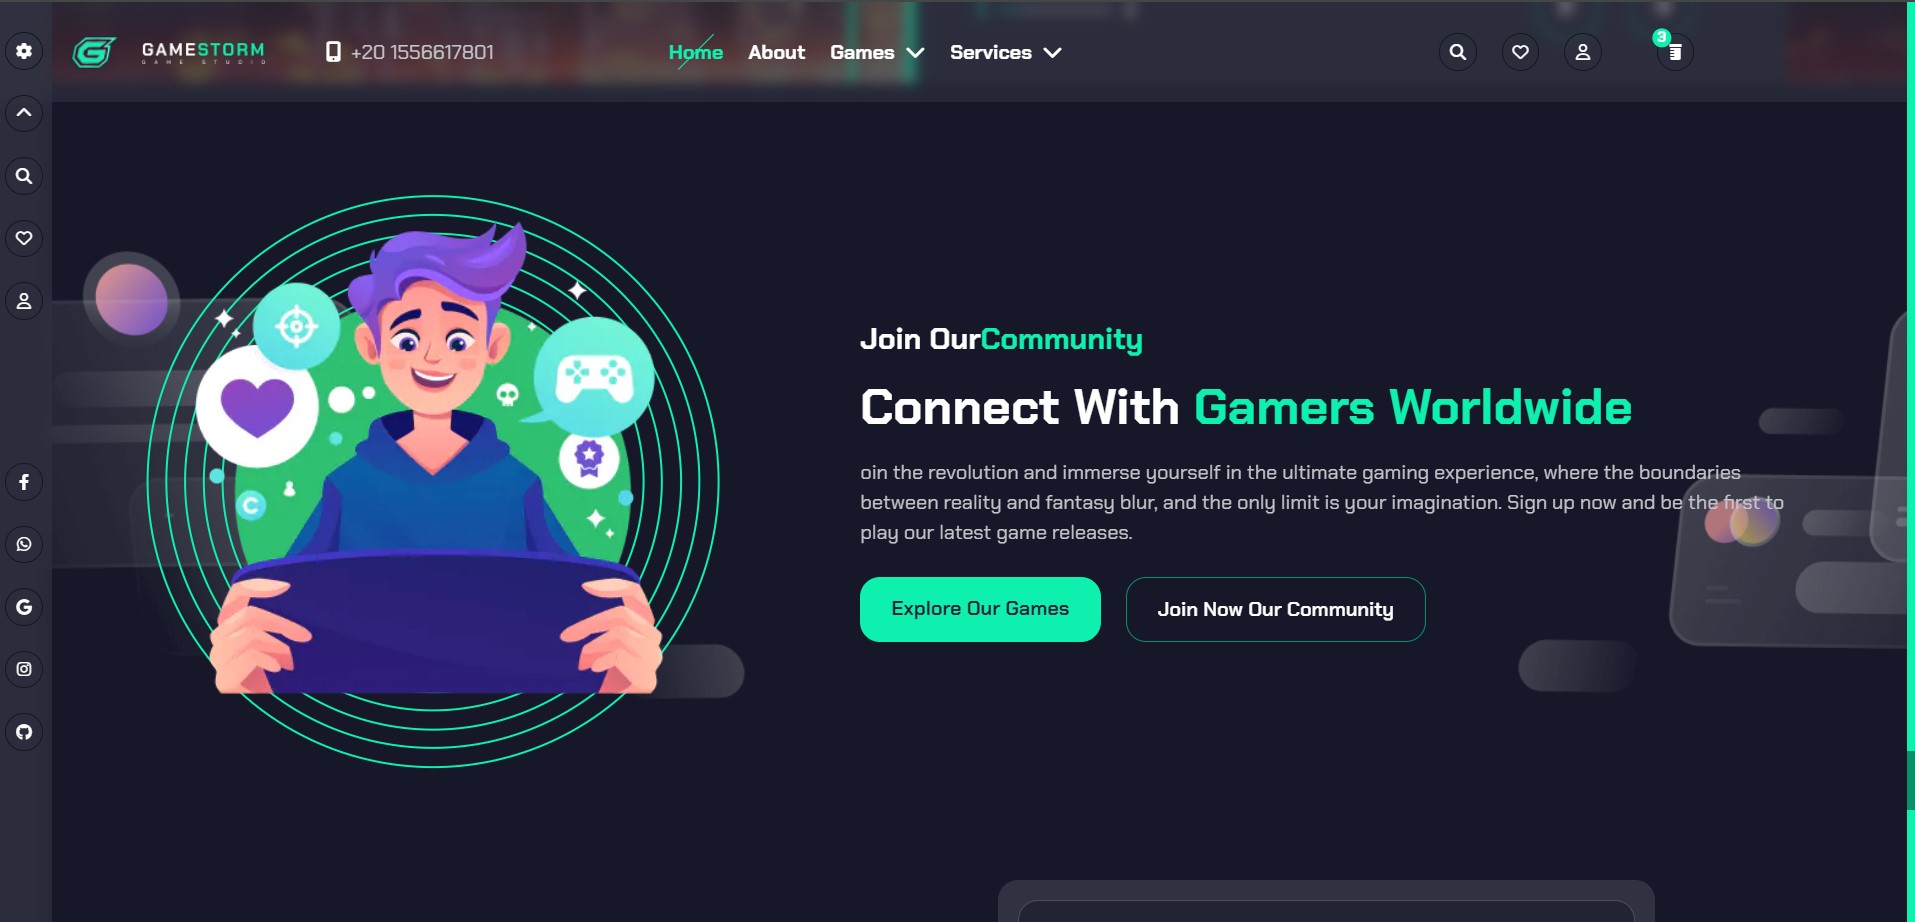 GAMESTORM
GAME STUDIO
+20 1556617801
Home
About
Games
Services
3
Join OurCommunity
Connect With Gamers Worldwide
oin the revolution and immerse yourself in the ultimate gaming experience, where the boundaries
between reality and fantasy blur, and the only limit is your imagination. Sign up now and be the first to
play our latest game releases.
Explore Our Games
Join Now Our Community